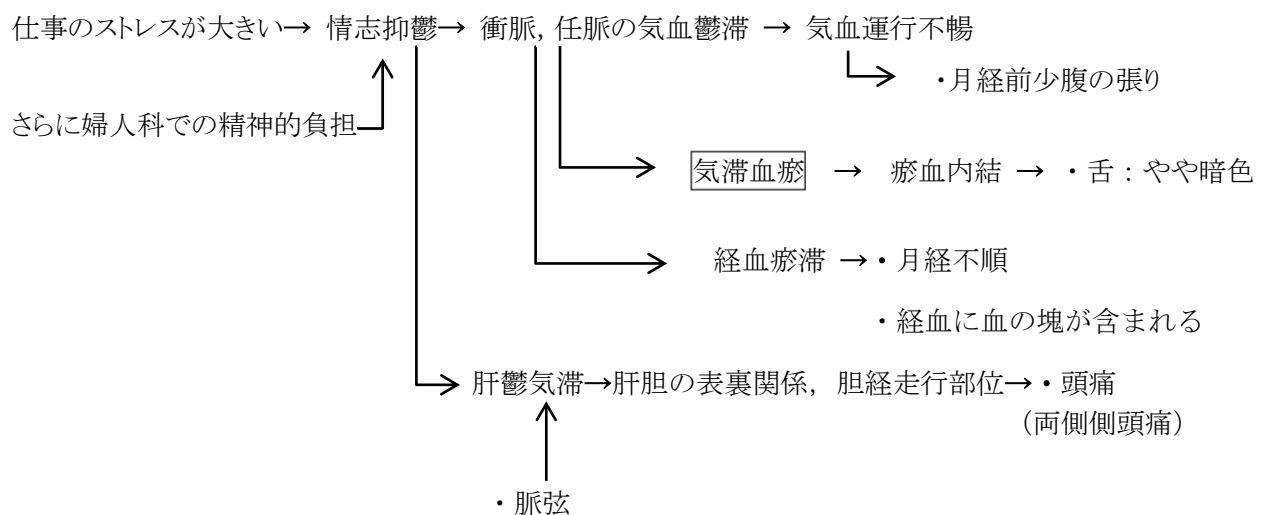 仕事のストレスが大きい→ 情志抑鬱→ 衝脈, 任脈の気血鬱滞 → 気血運行不暢
・月経前少腹の張り
さらに婦人科での精神的負担
気滞血瘀 → 瘀血内結 → ・舌：やや暗色
経血瘀滞 →・月経不順
・経血に血の塊が含まれる
肝鬱気滞→肝胆の表裏関係, 胆経走行部位→・頭痛
（両側側頭痛）
・脈弦